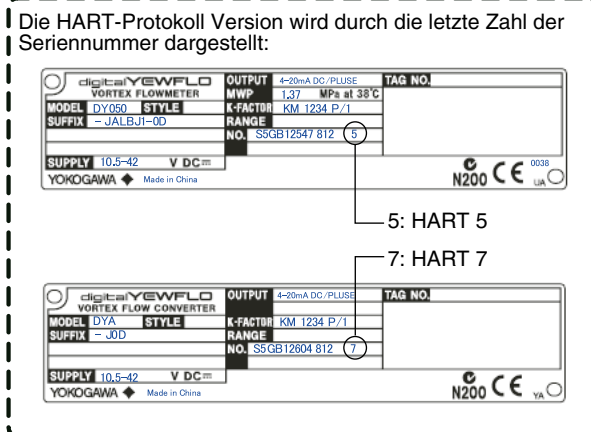 Die HART-Protokoll Version wird durch die letzte Zahl der
Seriennummer dargestellt:
digitalYEWFLO
VORTEX FLOWMETER
MODEL DY050 STYLE
SUFFIX - JALBJ1-0D
SUPPLY 10.5-42 V DC
YOKOGAWA Made in China
OUTPUT 4-20mA DC/PLUSE
MWP 1.37 MPa at 38℃
K-FACTOR KM 1234 P/1
RANGE
NO. S5GB12547 812 5
TAG NO.
N200 CE 0038
UA
5: HART 5
7: HART 7
digitalYEWFLO
VORTEX FLOW CONVERTER
MODEL DYA STYLE
SUFFIX - J0D
SUPPLY 10.5-42 V DC
YOKOGAWA Made in China
OUTPUT 4-20mA DC/PLUSE
K-FACTOR KM 1234 P/1
RANGE
NO. S5GB12604 812 7
TAG NO.
N200 CE
YA